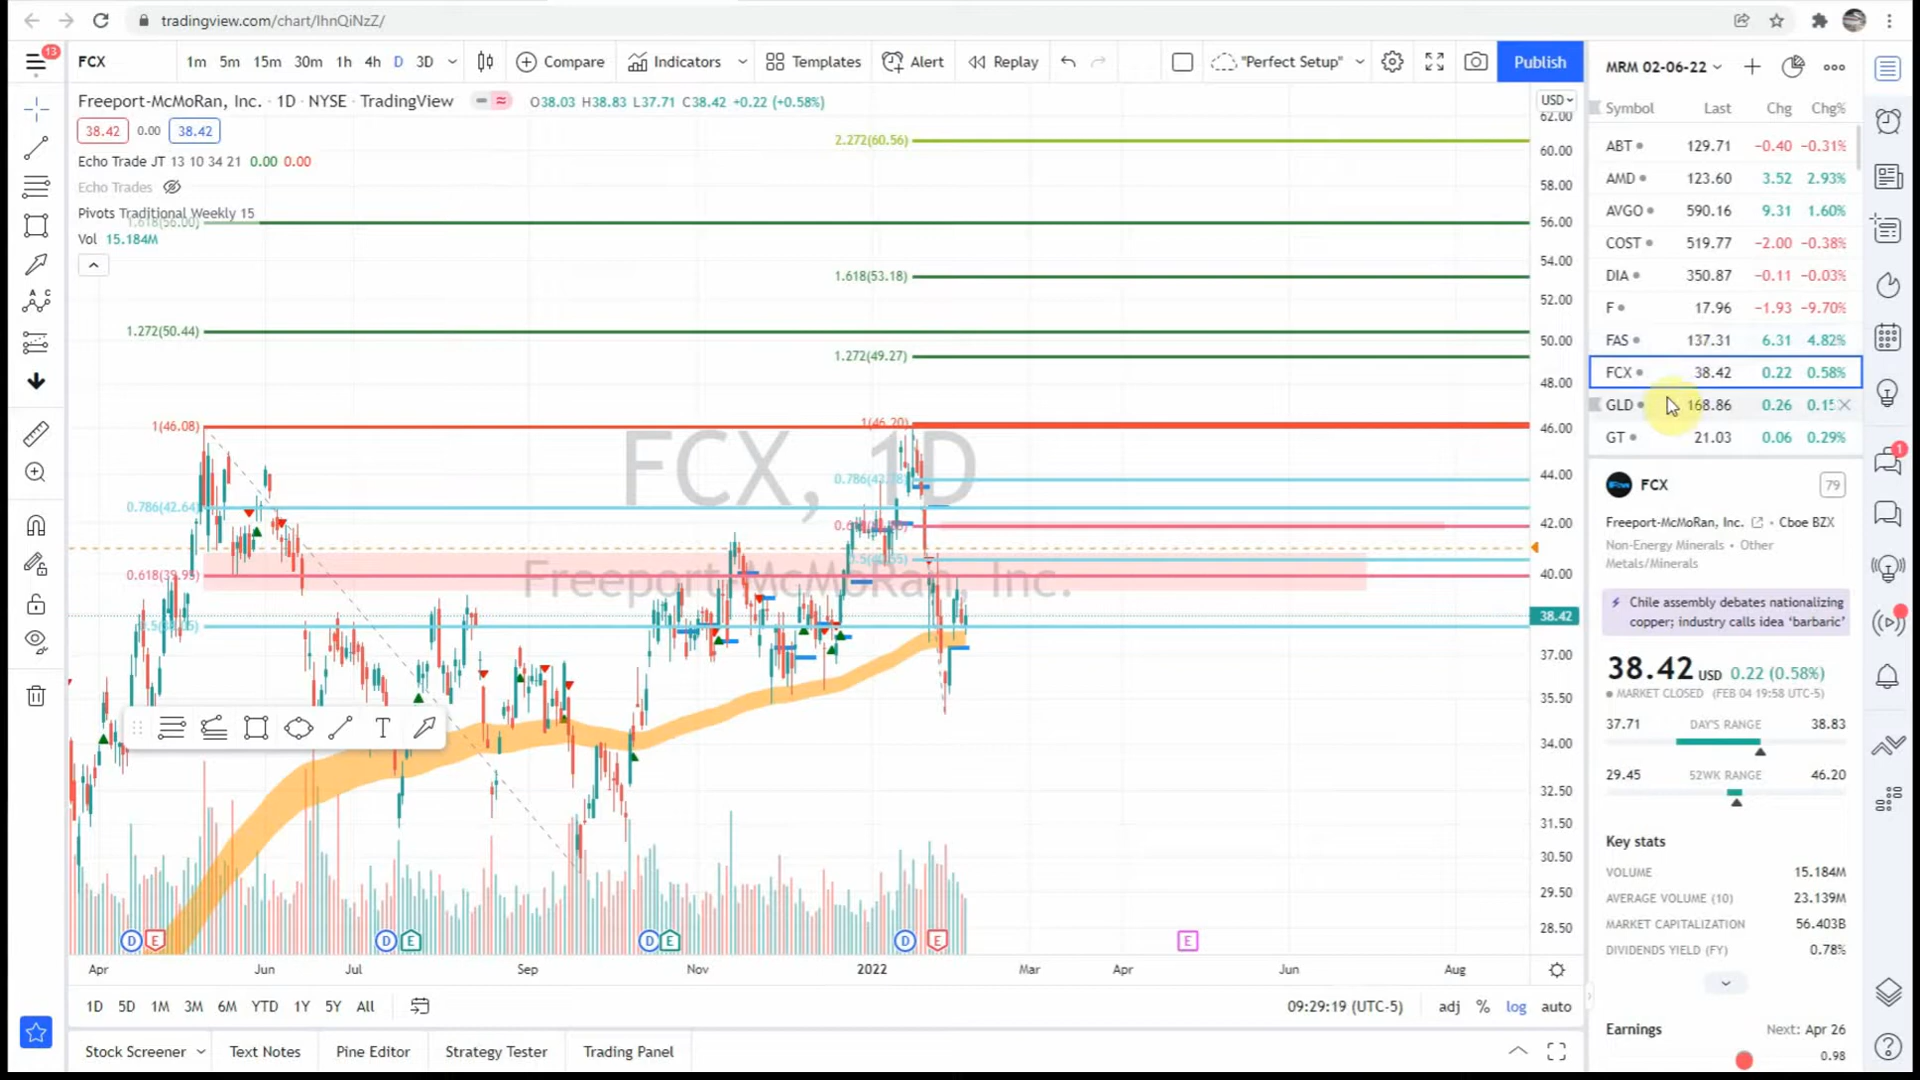 tradingview.com/chart/IhnQiNzZ/
13
FCX
1m 5m 15m 30m 1h 4h D 3D
Compare
Indicators
Templates
Alert
Replay
"Perfect Setup"
Publish
MRM 02-06-22
Freeport-McMoRan, Inc. · 1D · NYSE · TradingView
O38.03 H38.83 L37.71 C38.42 +0.22 (+0.58%)
38.42 0.00 38.42
Echo Trade JT 13 10 34 21 0.00 0.00
Echo Trades
Pivots Traditional Weekly 15
Vol 15.184M
USD
62.00
60.00
58.00
56.00
54.00
52.00
50.00
48.00
46.00
44.00
42.00
40.00
38.42
37.00
35.50
34.00
32.50
31.50
30.50
29.50
28.50
2.272(60.56)
1.618(56.00)
1.618(53.18)
1.272(50.44)
1.272(49.27)
1(46.08)
1(46.20)
0.786(42.64)
0.618(39.95)
FCX, 1D
Freeport-McMoRan, Inc.
T
D E D E D E D E E
Apr Jun Jul Sep Nov 2022 Mar Apr Jun Aug
1D 5D 1M 3M 6M YTD 1Y 5Y All
09:29:19 (UTC-5) adj % log auto
Stock Screener
Text Notes
Pine Editor
Strategy Tester
Trading Panel
Symbol Last Chg Chg%
ABT 129.71 −0.40 −0.31%
AMD 123.60 3.52 2.93%
AVGO 590.16 9.31 1.60%
COST 519.77 −2.00 −0.38%
DIA 350.87 −0.11 −0.03%
F 17.96 −1.93 −9.70%
FAS 137.31 6.31 4.82%
FCX 38.42 0.22 0.58%
GLD 168.86 0.26
GT 21.03 0.06 0.29%
FCX
79
Freeport-McMoRan, Inc. · Cboe BZX
Non-Energy Minerals · Other
Metals/Minerals
Chile assembly debates nationalizing
copper; industry calls idea ‘barbaric’
38.42 USD 0.22 (0.58%)
MARKET CLOSED (FEB 04 19:58 UTC-5)
37.71 DAY'S RANGE 38.83
29.45 52WK RANGE 46.20
Key stats
VOLUME 15.184M
AVERAGE VOLUME (10) 23.139M
MARKET CAPITALIZATION 56.403B
DIVIDENDS YIELD (FY) 0.78%
Earnings Next: Apr 26
0.98
1